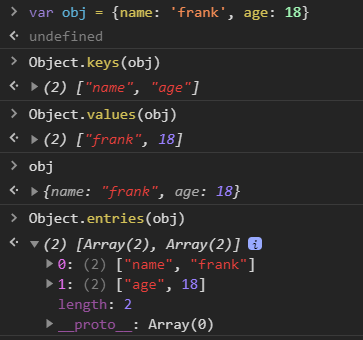 > var obj = {name: 'frank', age: 18}
undefined
> Object.keys(obj)
(2) ["name", "age"]
> Object.values(obj)
(2) ["frank", 18]
> obj
{name: "frank", age: 18}
> Object.entries(obj)
(2) [Array(2), Array(2)] i
0: (2) ["name", "frank"]
1: (2) ["age", 18]
length: 2
__proto__: Array(0)